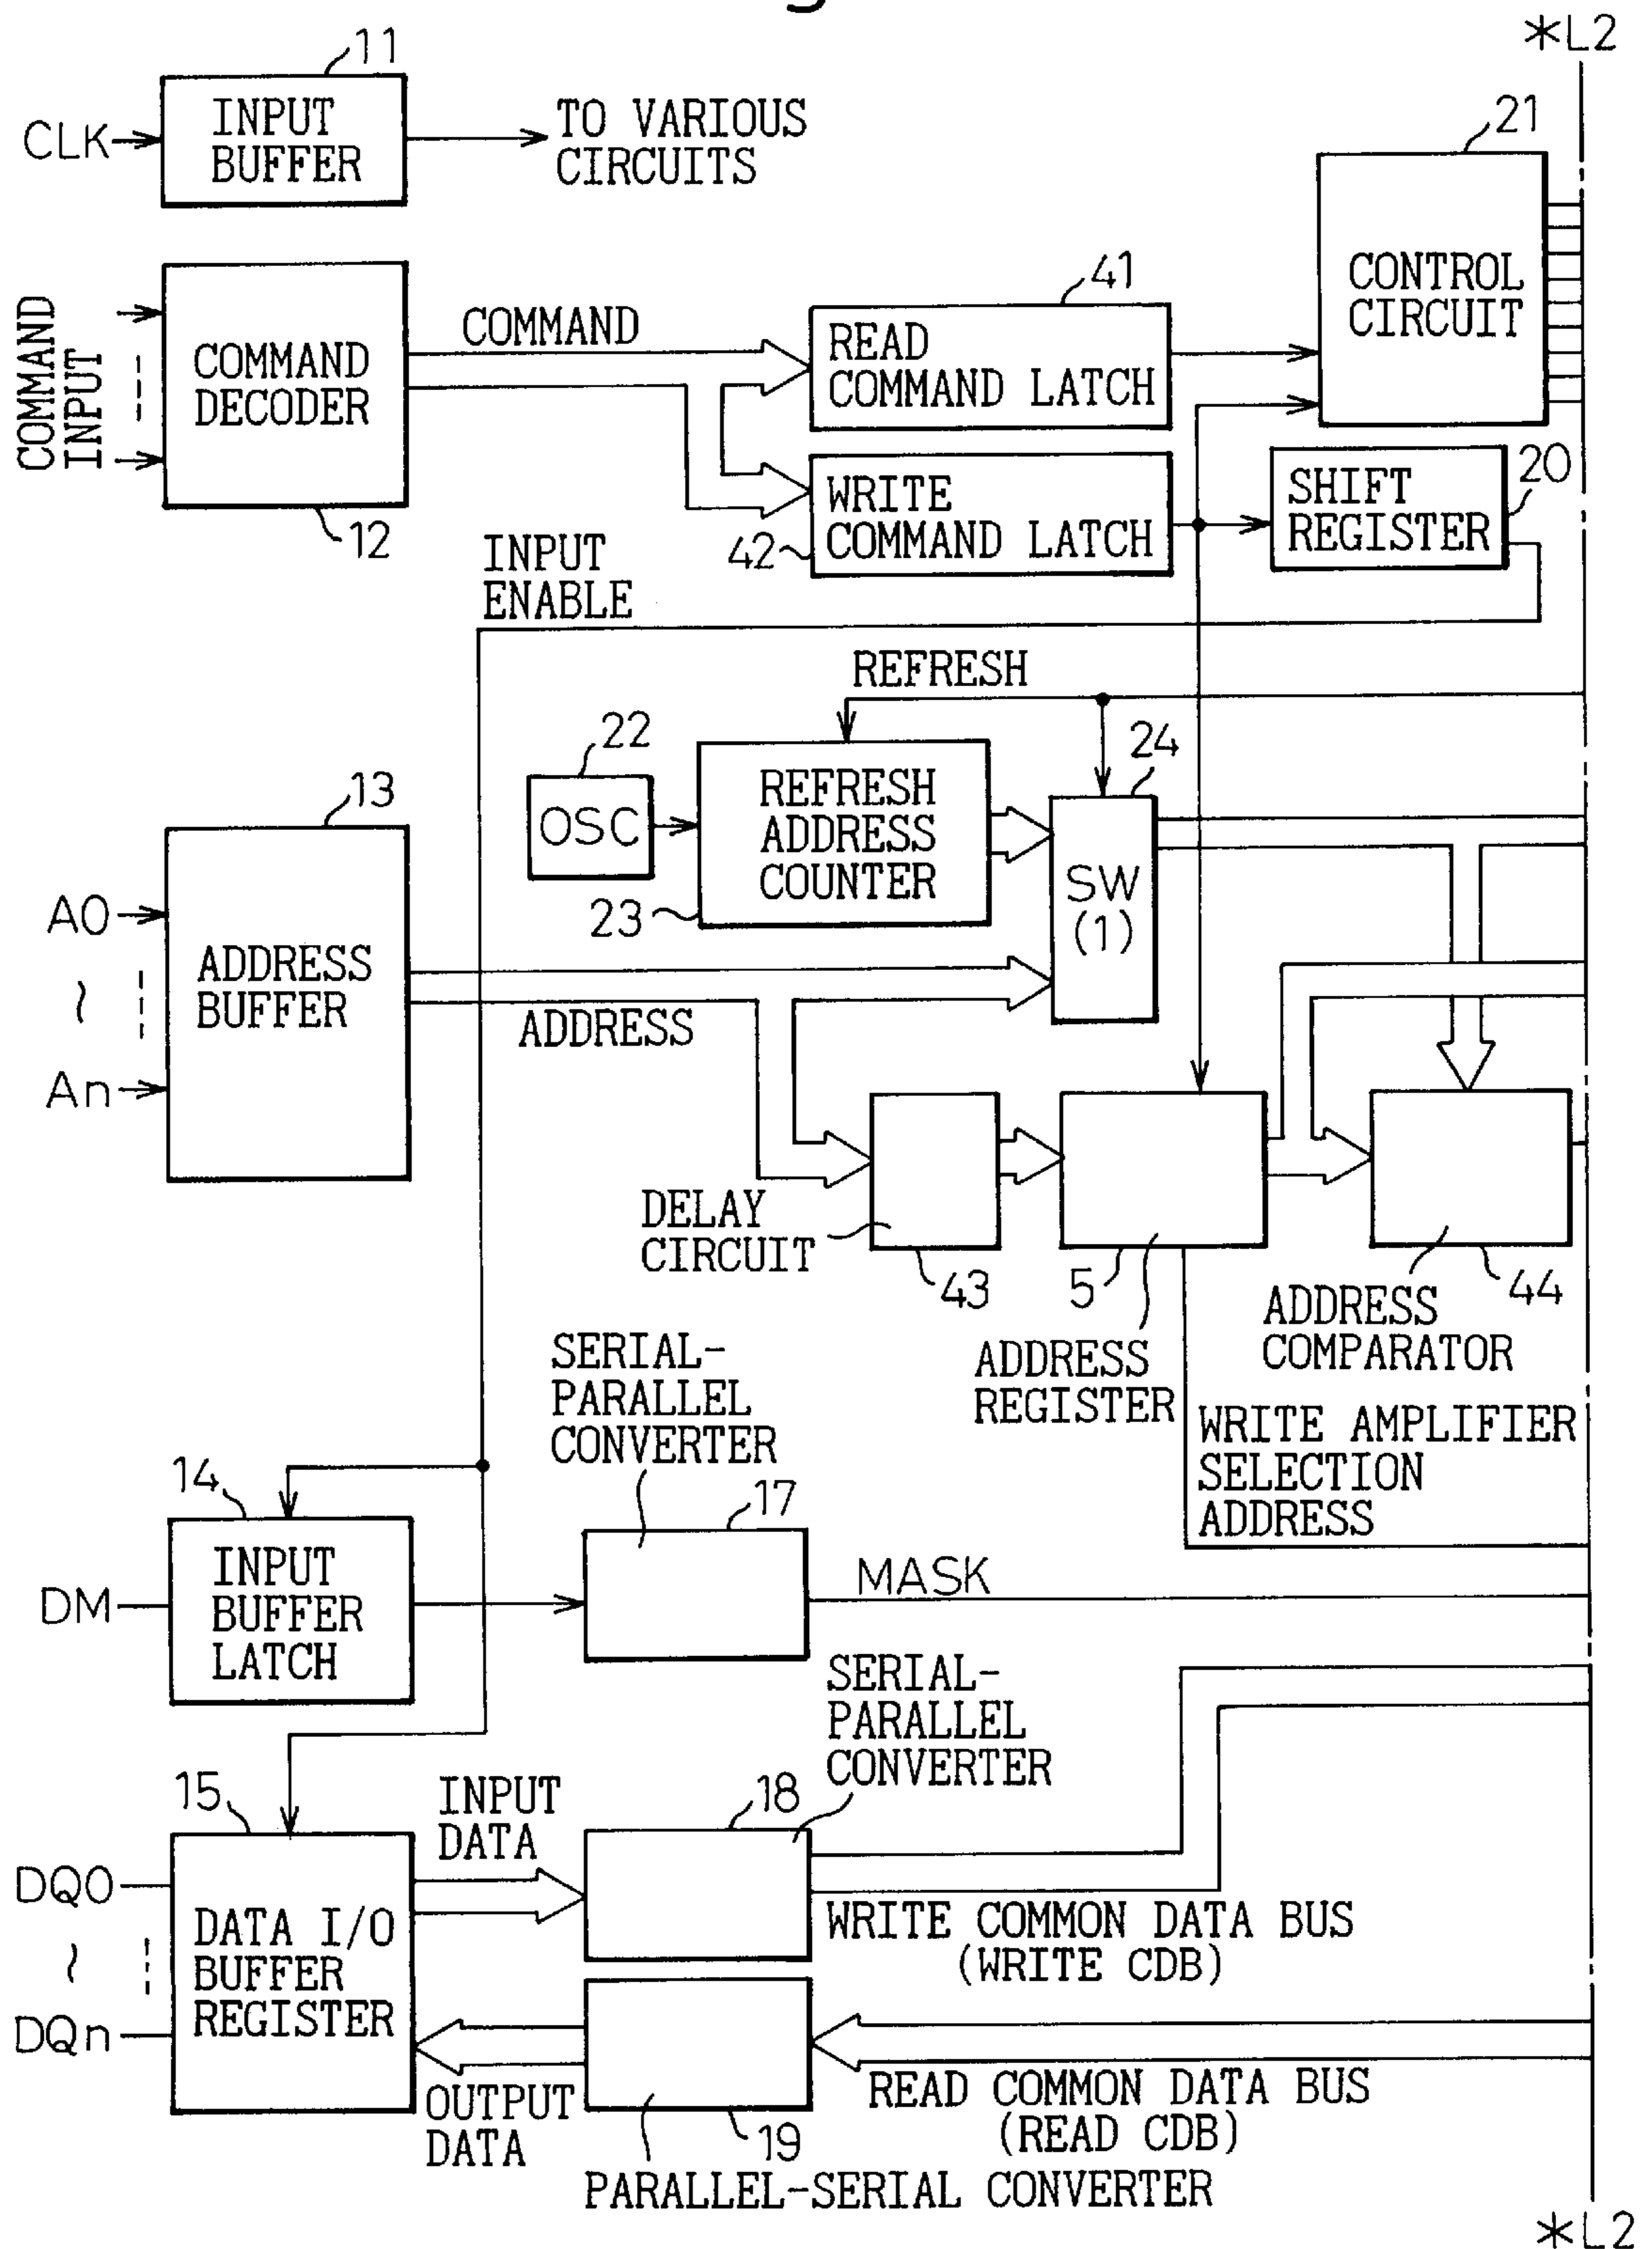 *L2
11
CLK
INPUT
BUFFER
TO VARIOUS
CIRCUITS
21
CONTROL
CIRCUIT
COMMAND
INPUT
COMMAND
DECODER
12
COMMAND
41
READ
COMMAND LATCH
WRITE
COMMAND LATCH
42
SHIFT
REGISTER
20
INPUT
ENABLE
REFRESH
22
OSC
REFRESH
ADDRESS
COUNTER
23
24
SW
(1)
13
A0
~
An
ADDRESS
BUFFER
ADDRESS
DELAY
CIRCUIT
43
5
ADDRESS
REGISTER
44
ADDRESS
COMPARATOR
WRITE AMPLIFIER
SELECTION
ADDRESS
SERIAL-
PARALLEL
CONVERTER
14
17
DM
INPUT
BUFFER
LATCH
MASK
SERIAL-
PARALLEL
CONVERTER
15
INPUT
DATA
18
DQ0
~
DQn
DATA I/O
BUFFER
REGISTER
WRITE COMMON DATA BUS
(WRITE CDB)
OUTPUT
DATA
19
READ COMMON DATA BUS
(READ CDB)
PARALLEL-SERIAL CONVERTER
*L2